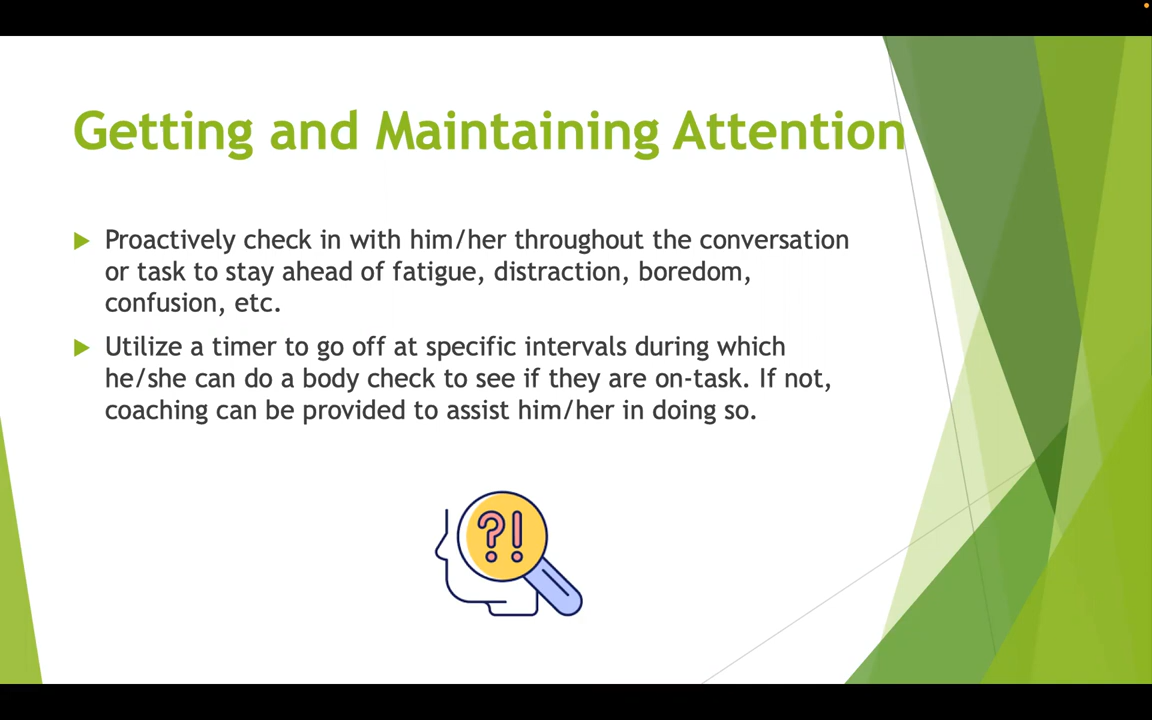 Getting and Maintaining Attention
Proactively check in with him/her throughout the conversation
or task to stay ahead of fatigue, distraction, boredom,
confusion, etc.
Utilize a timer to go off at specific intervals during which
he/she can do a body check to see if they are on-task. If not,
coaching can be provided to assist him/her in doing so.
?!